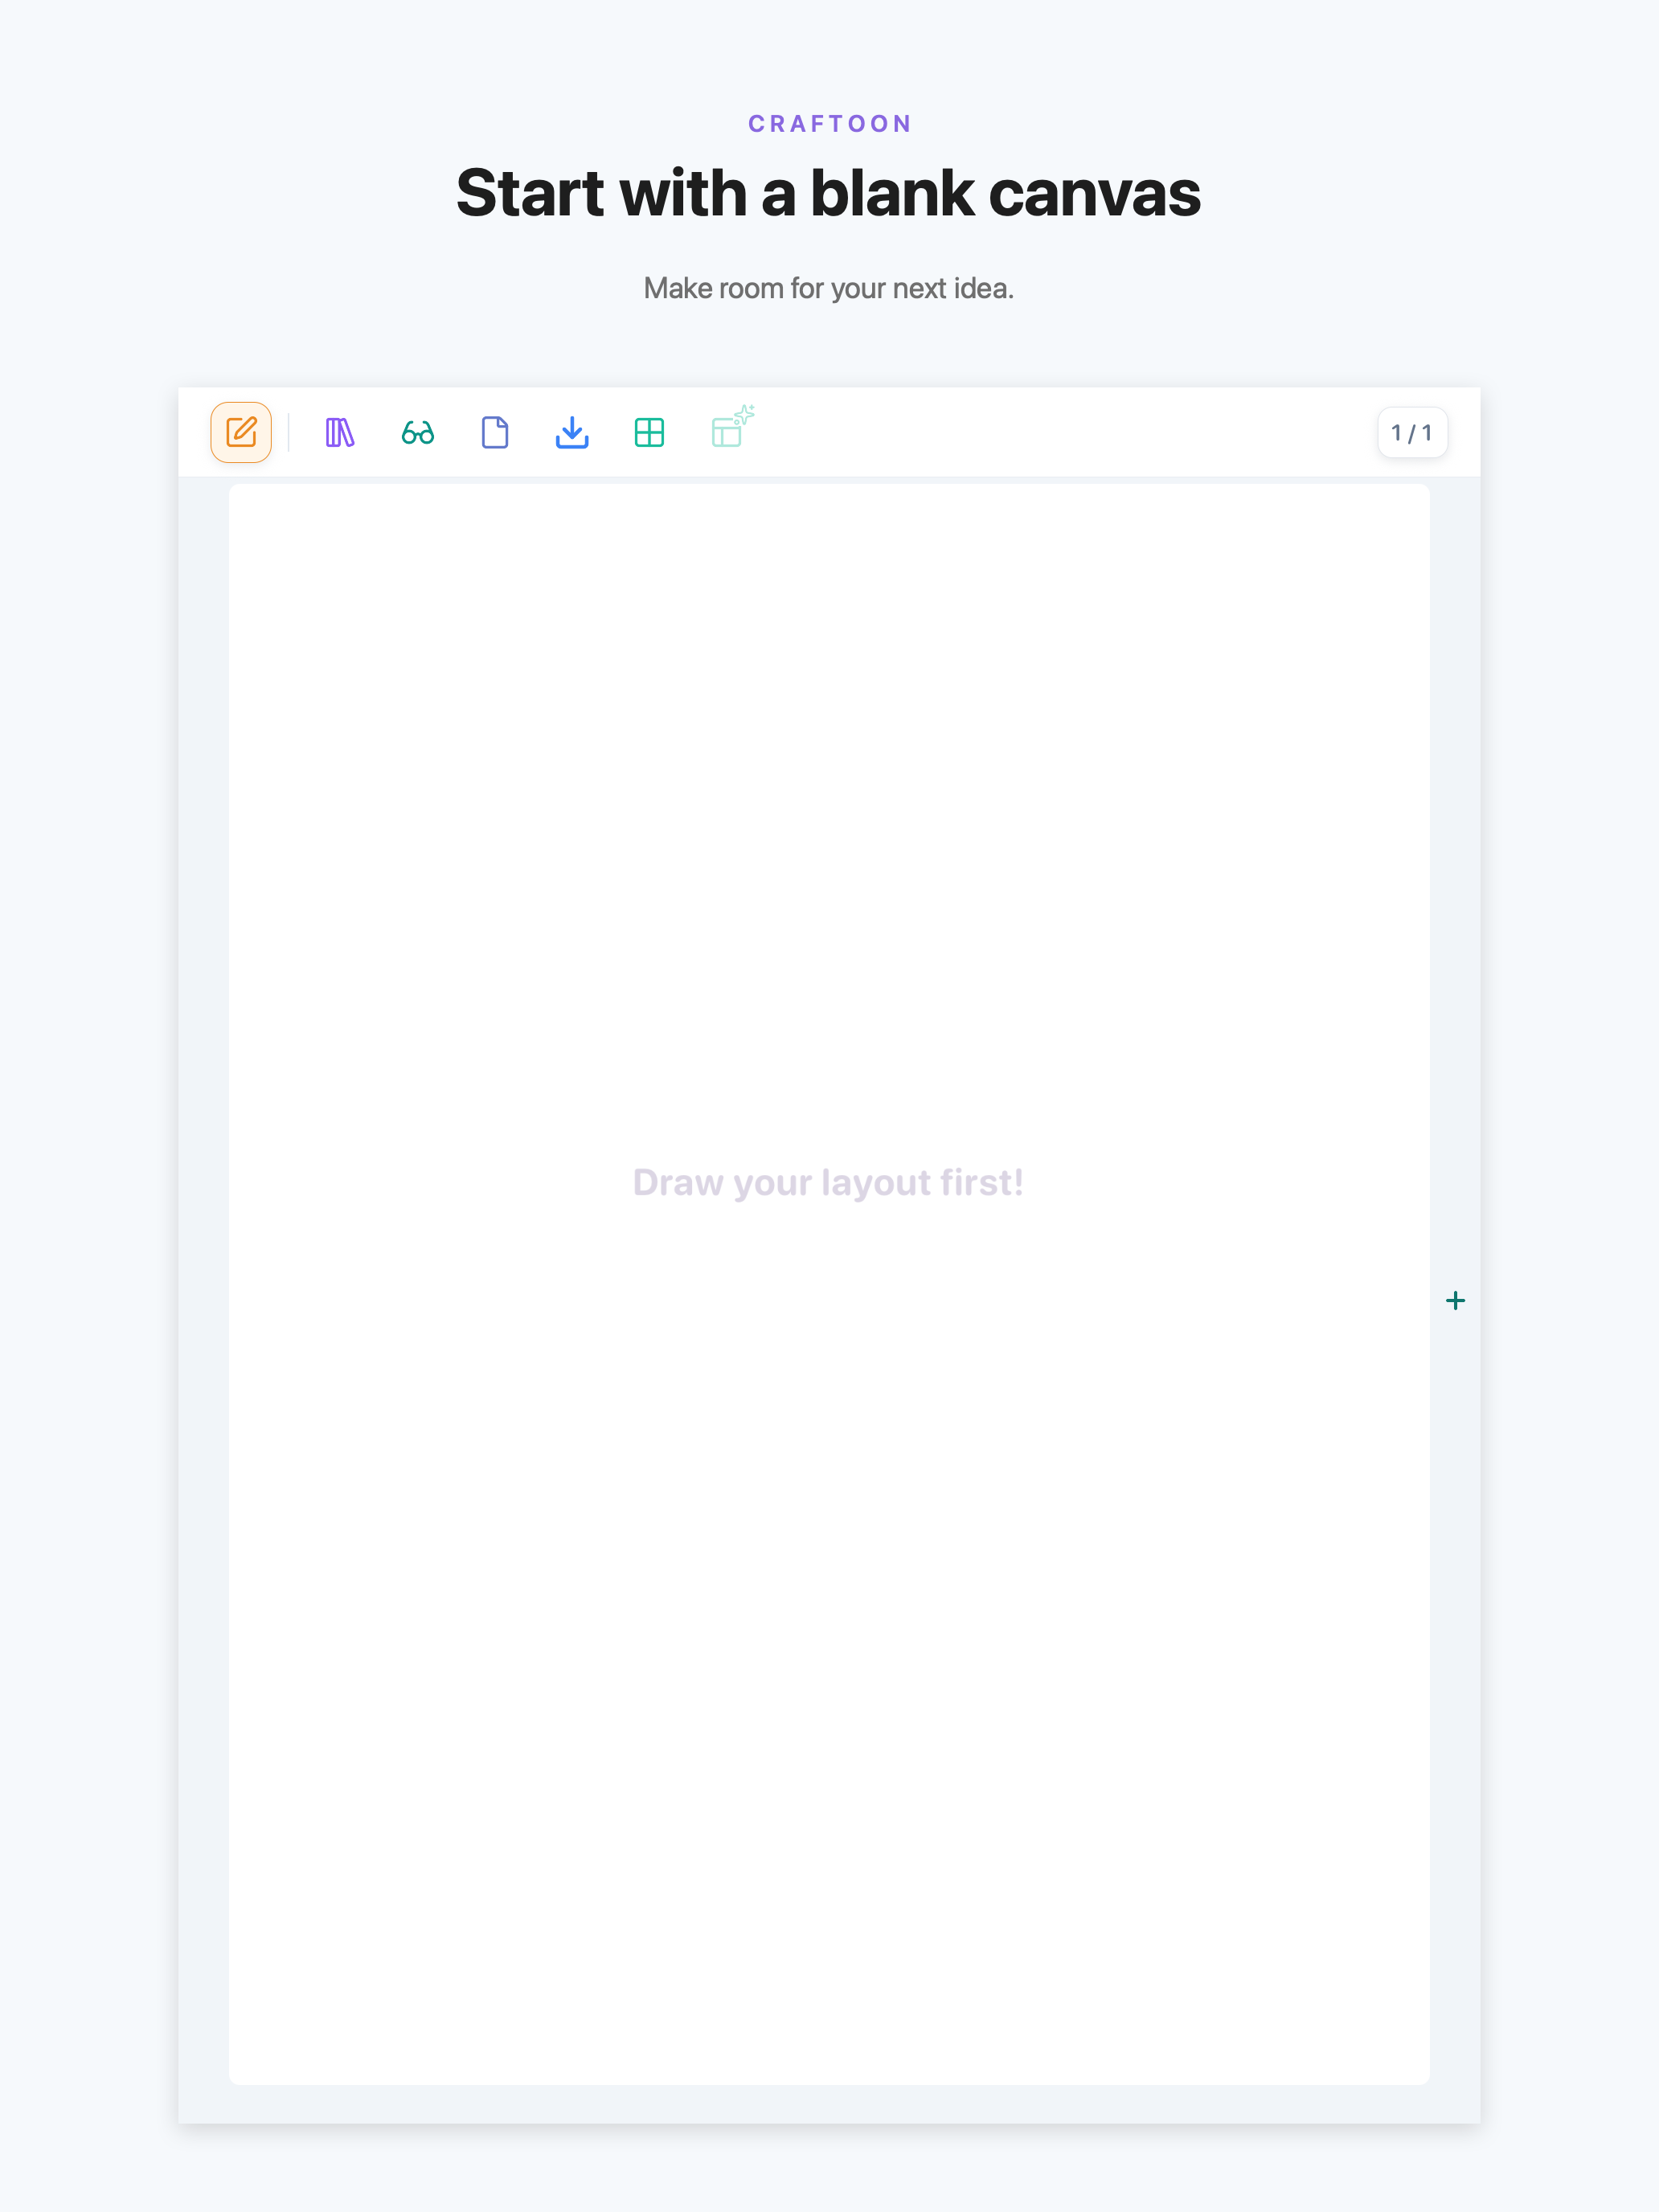 CRAFTOON
Start with a blank canvas
Make room for your next idea.
1 / 1
Draw your layout first!